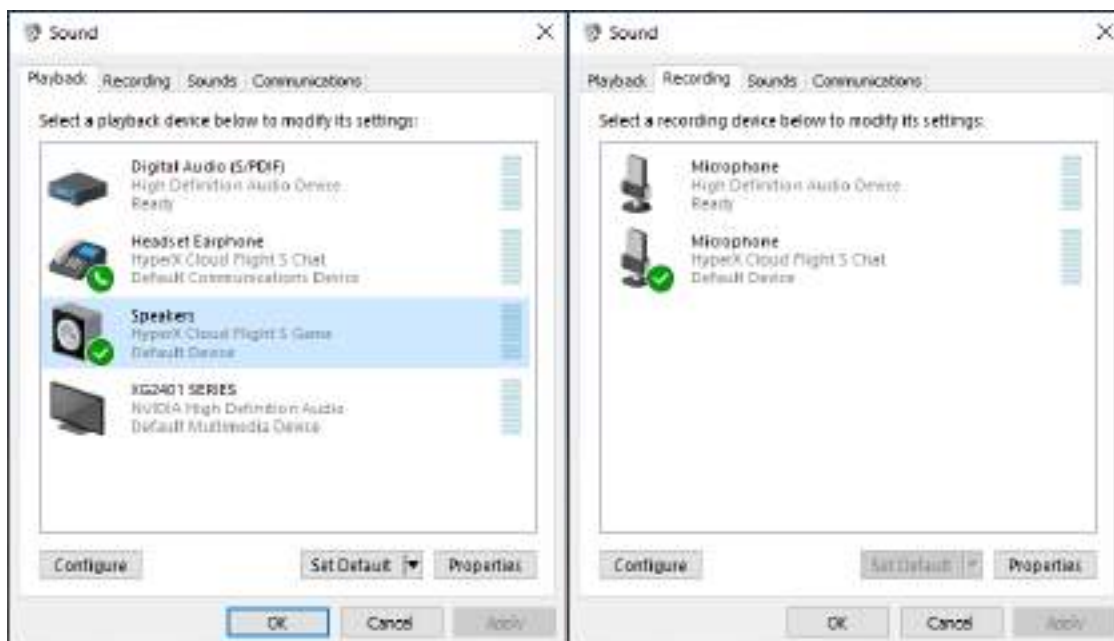 Sound
Playback Recording Sounds Communications
Select a playback device below to modify its settings:
Digital Audio (S/PDIF)
High Definition Audio Device
Ready
Headset Earphone
HyperX Cloud Flight S Chat
Default Communications Device
Speakers
HyperX Cloud Flight S Game
Default Device
XG2401 SERIES
NVIDIA High Definition Audio
Default Multimedia Device
Configure
Set Default
Properties
OK
Cancel
Apply
Sound
Playback Recording Sounds Communications
Select a recording device below to modify its settings:
Microphone
High Definition Audio Device
Ready
Microphone
HyperX Cloud Flight S Chat
Default Device
Configure
Set Default
Properties
OK
Cancel
Apply